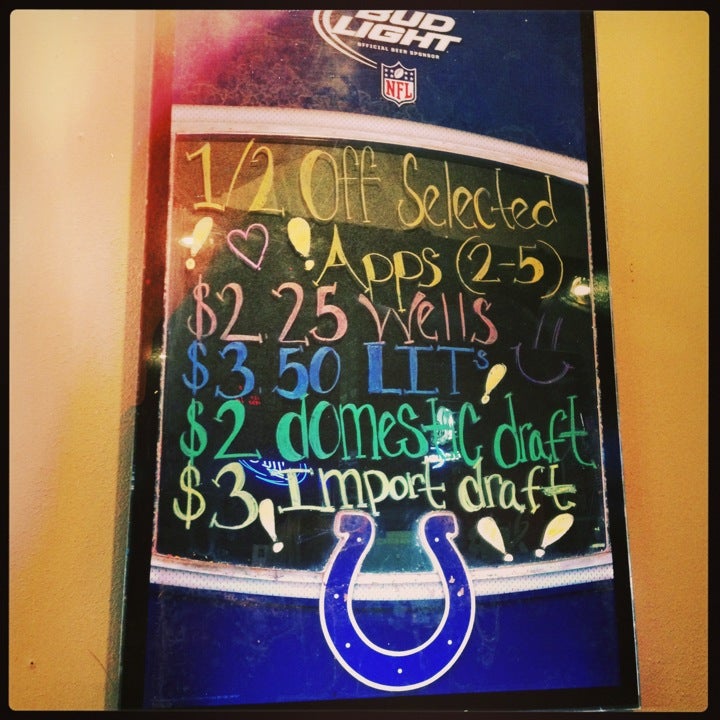 BUD
LIGHT
OFFICIAL BEER SPONSOR
NFL
1/2 Off Selected
Apps (2-5)
$2.25 Wells
$3.50 LIT's
$2 domestic draft
$3 Import draft